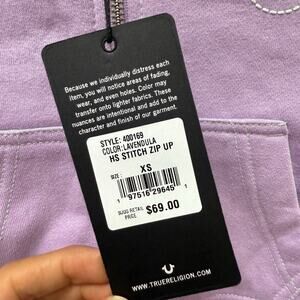 Because we individually distress each
item, you will notice areas of fading,
wear, and even holes. Color may
transfer onto lighter fabrics. These
nuances are intentional and add to the
character and finish of our garment.
STYLE: 400169
COLOR:LAVENDULA
HS STITCH ZIP UP
SIZE: XS
1 97516 29645 1
SUGG RETAIL
PRICE $69.00
WWW.TRUERELIGION.COM